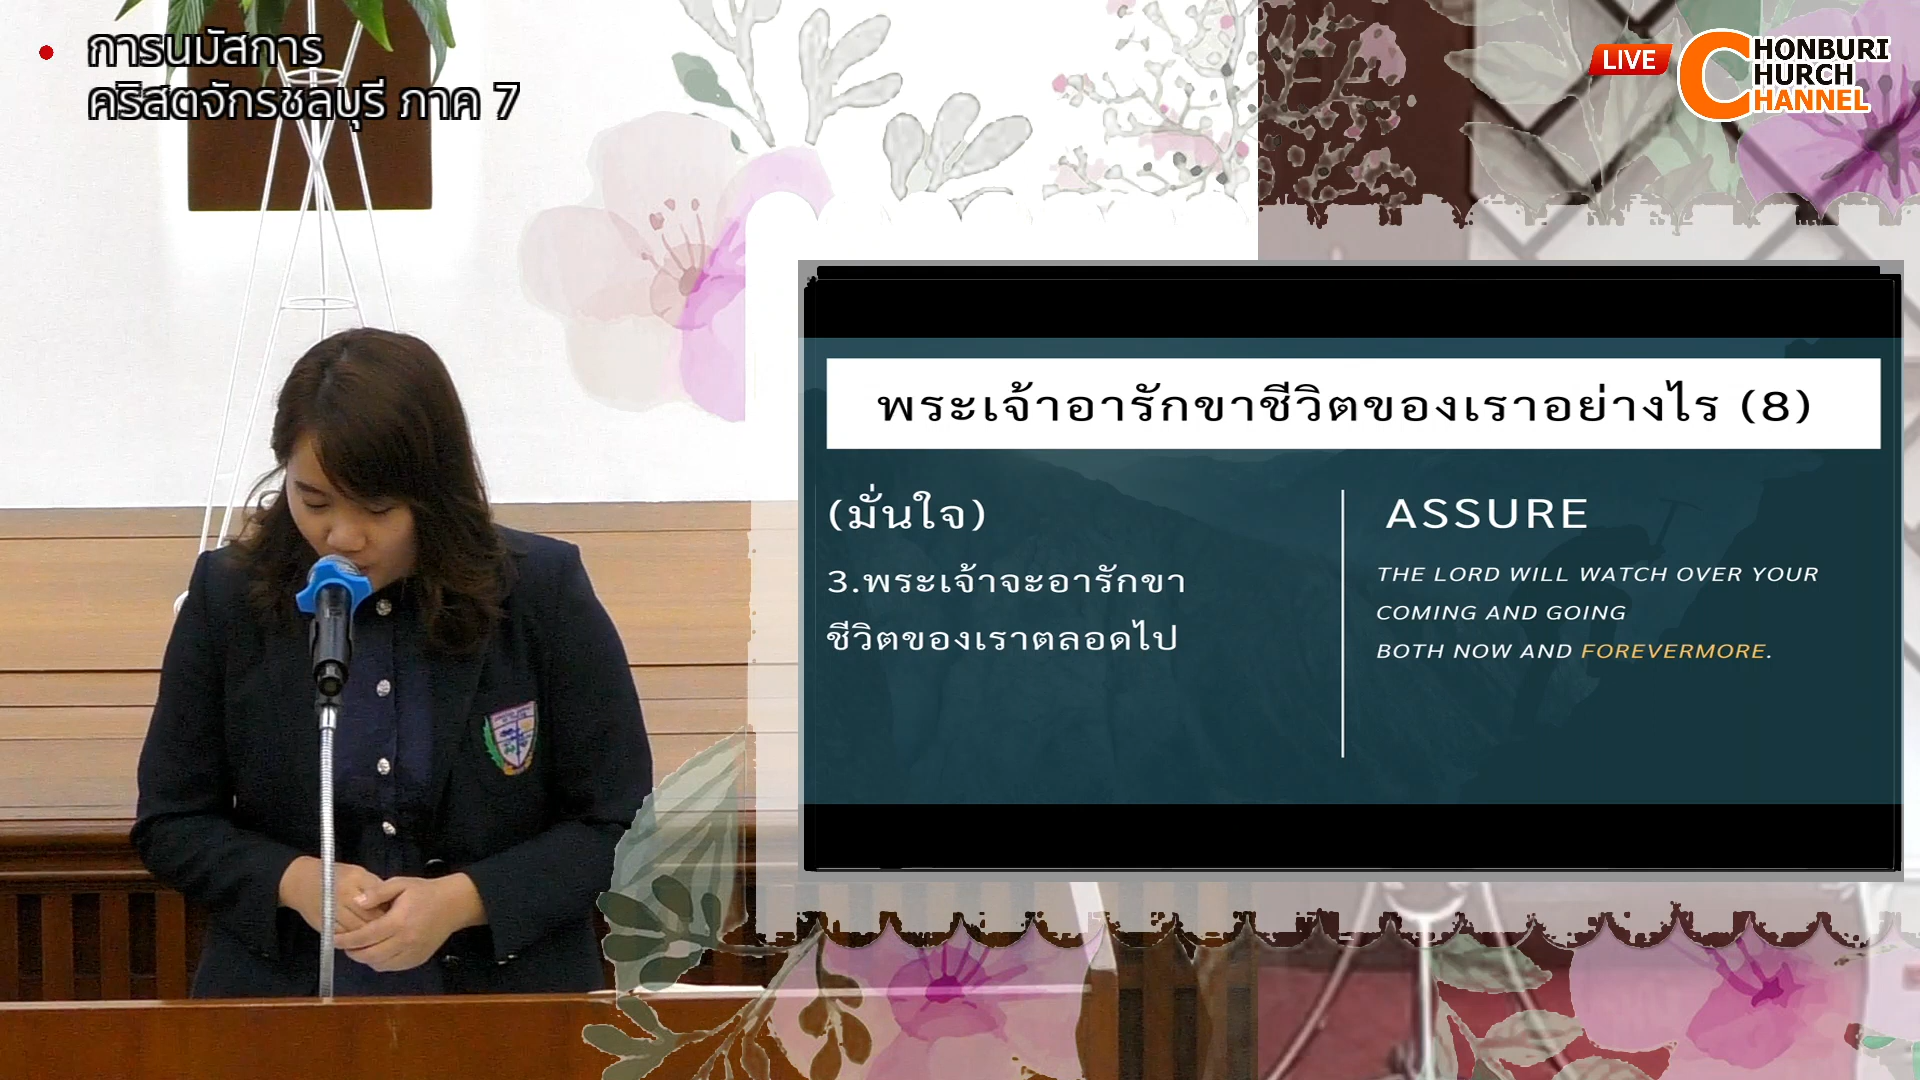 การนมัสการ
คริสตจักรชลบุรี ภาค 7
LIVE
CHONBURI
CHURCH
CHANNEL
พระเจ้าอารักขาชีวิตของเราอย่างไร (8)
(มั่นใจ)
3.พระเจ้าจะอารักขา
ชีวิตของเราตลอดไป
ASSURE
THE LORD WILL WATCH OVER YOUR
COMING AND GOING
BOTH NOW AND FOREVERMORE.